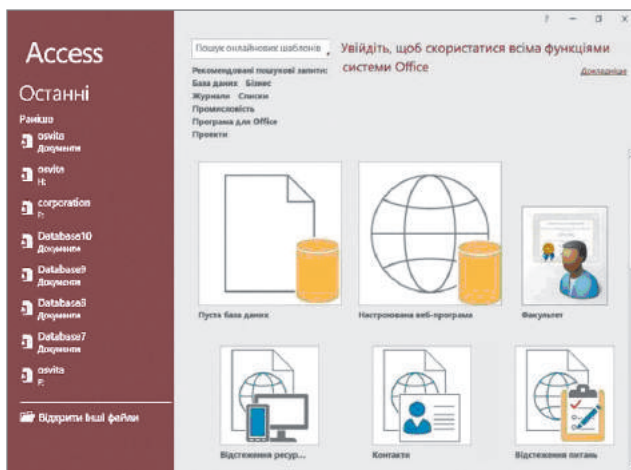 ? – X
Access
Останні
Раніше
osvita
Документи
osvita
H:
corporation
F:
Database10
Документи
Database9
Документи
Database8
Документи
Database7
Документи
osvita
F:
Відкрити інші файли
Пошук онлайнових шаблонів
Рекомендовані пошукові запити:
База даних Бізнес
Журнали Списки
Промисловість
Програма для Office
Проекти
Увійдіть, щоб скористатися всіма функціями
системи Office
Докладніше
Пуста база даних
Настроювана веб-програма
Факультет
Відстеження ресур...
Контакти
Відстеження питань